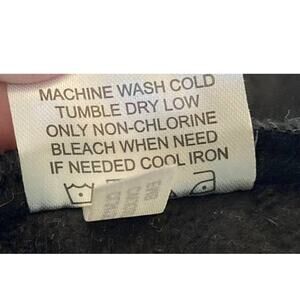 MACHINE WASH COLD
TUMBLE DRY LOW
ONLY NON-CHLORINE
BLEACH WHEN NEED
IF NEEDED COOL IRON